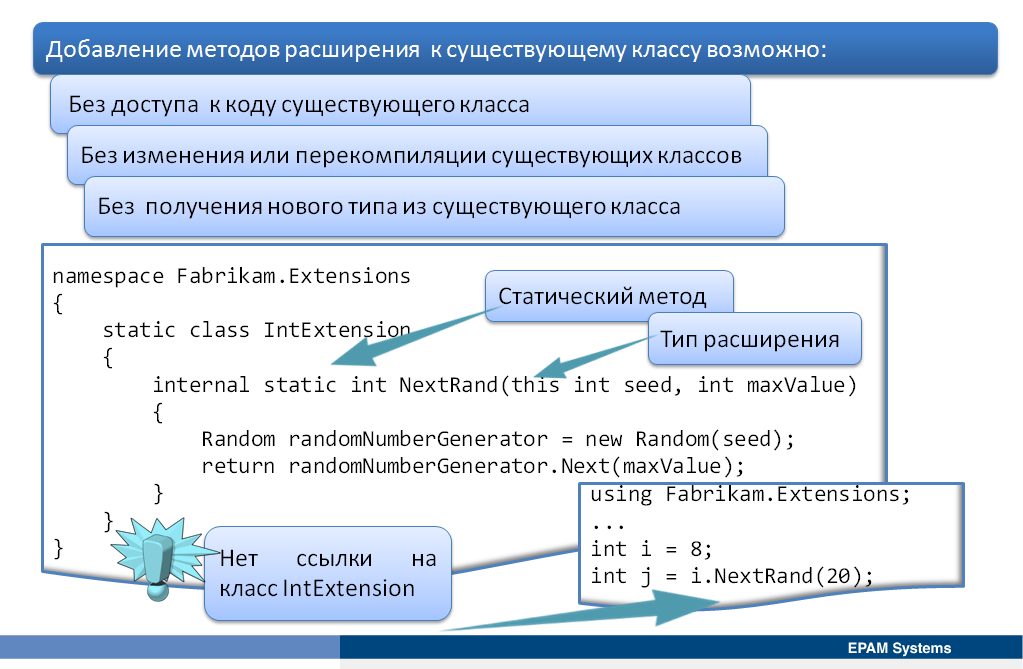 Добавление методов расширения к существующему классу возможно:
Без доступа к коду существующего класса
Без изменения или перекомпиляции существующих классов
Без получения нового типа из существующего класса
namespace Fabrikam.Extensions
{
static class IntExtension
{
internal static int NextRand(this int seed, int maxValue)
{
Random randomNumberGenerator = new Random(seed);
return randomNumberGenerator.Next(maxValue);
}
}
}
Статический метод
Тип расширения
using Fabrikam.Extensions;
...
int i = 8;
int j = i.NextRand(20);
Нет ссылки на
класс IntExtension
EPAM Systems